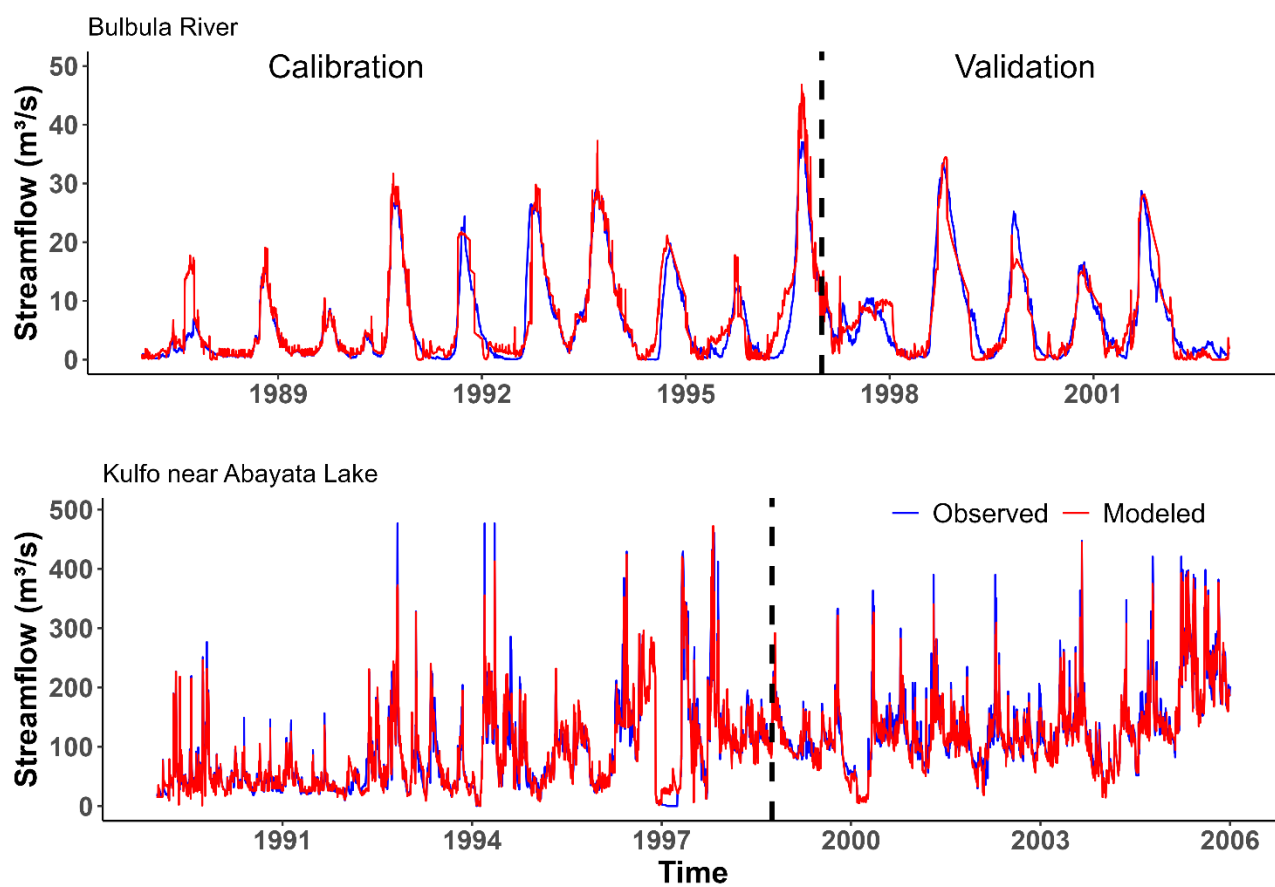 Bulbula River
Calibration
Validation
Streamflow (m³/s)
50
40
30
20
10
0
1989
1992
1995
1998
2001
Kulfo near Abayata Lake
Observed
Modeled
Streamflow (m³/s)
500
400
300
200
100
0
1991
1994
1997
2000
2003
2006
Time